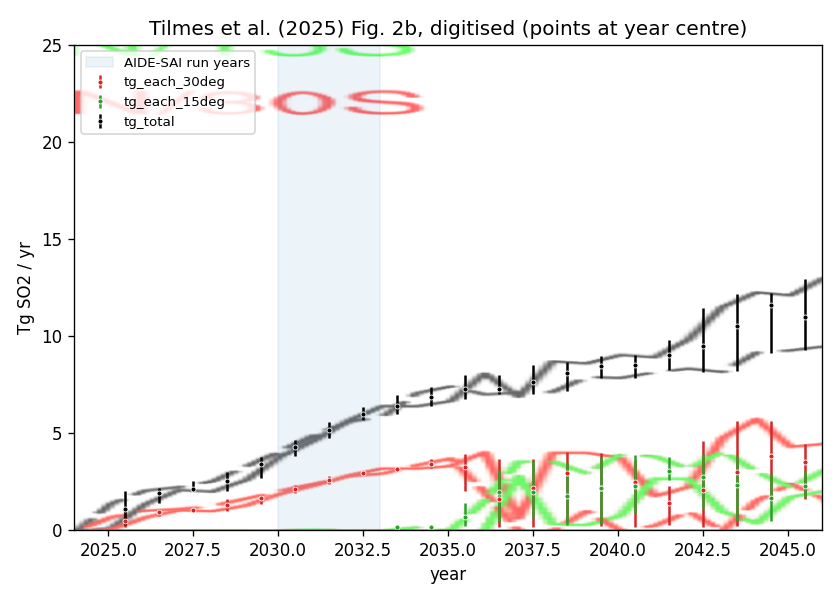 Tilmes et al. (2025) Fig. 2b, digitised (points at year centre)
25
20
15
10
5
0
Tg SO2 / yr
AIDE-SAI run years
tg_each_30deg
tg_each_15deg
tg_total
2025.0 2027.5 2030.0 2032.5 2035.0 2037.5 2040.0 2042.5 2045.0
year